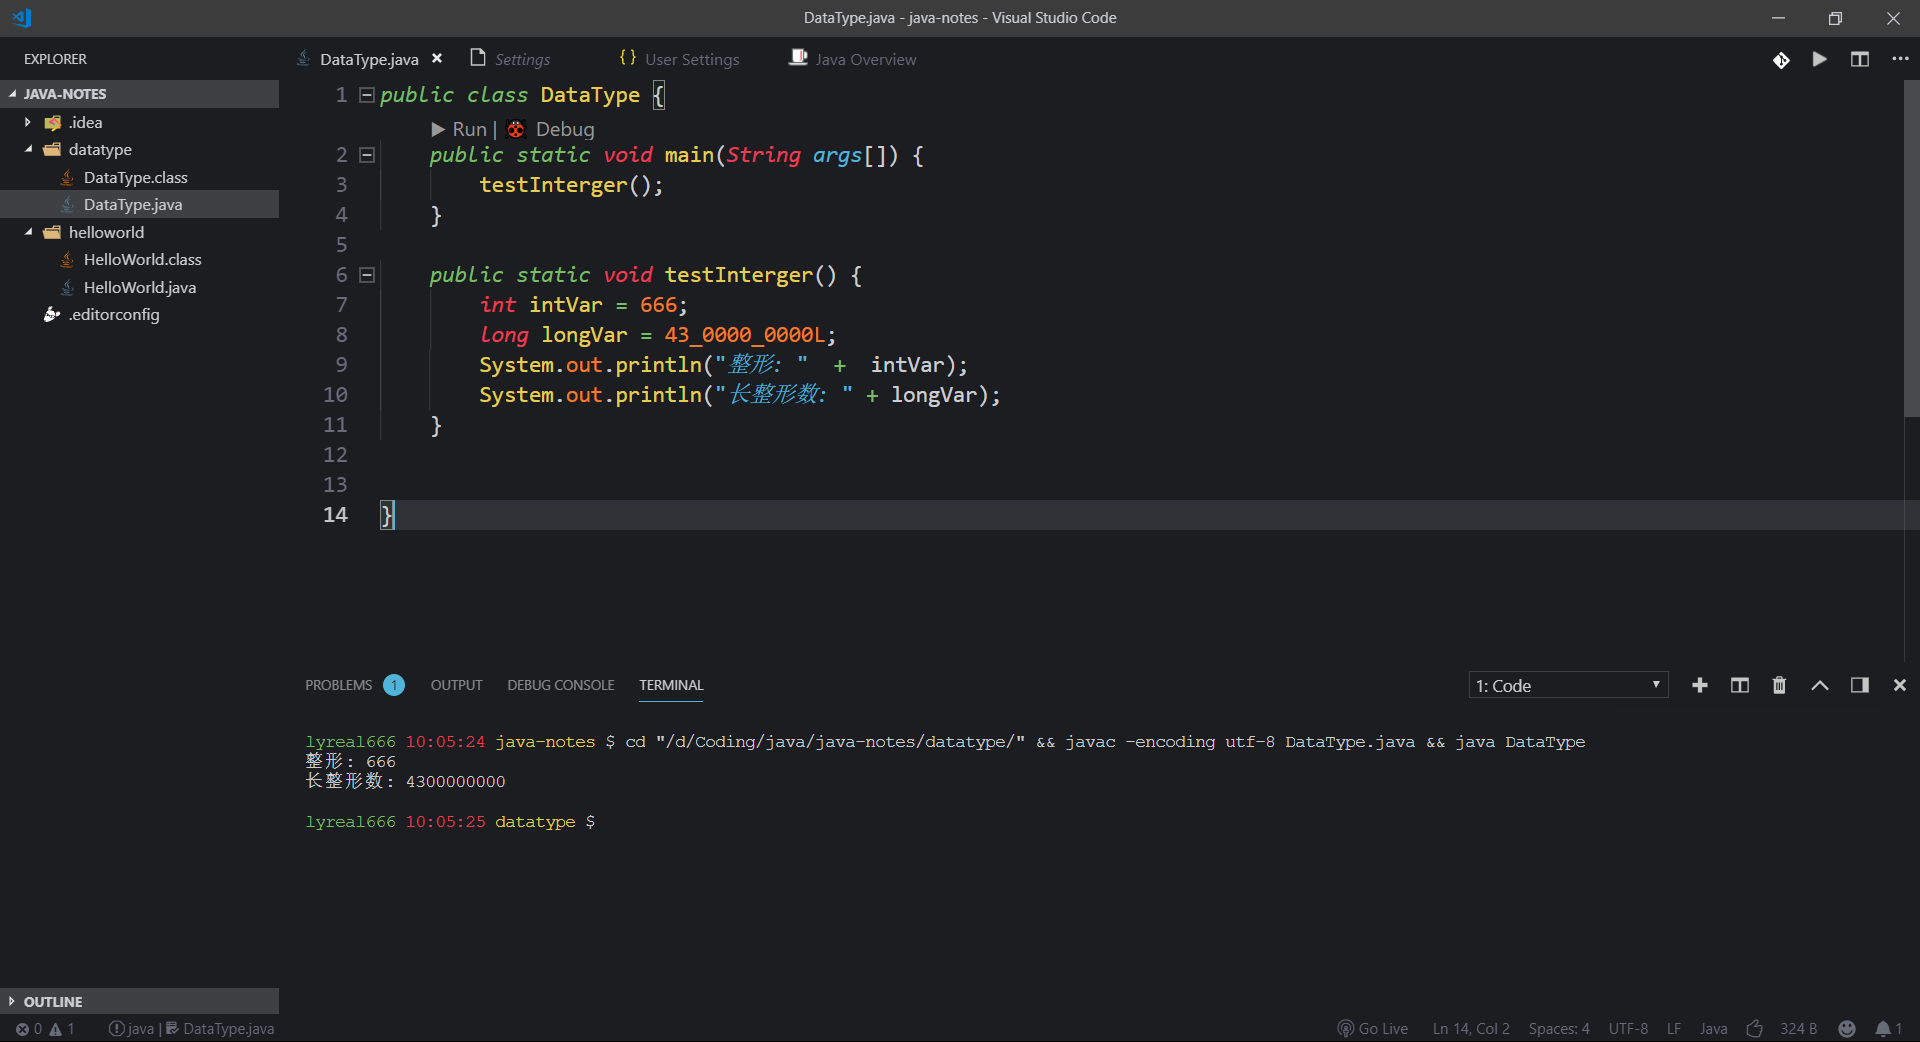 DataType.java - java-notes - Visual Studio Code
EXPLORER
JAVA-NOTES
.idea
datatype
DataType.class
DataType.java
helloworld
HelloWorld.class
HelloWorld.java
.editorconfig
OUTLINE
DataType.java Settings {} User Settings Java Overview
1 public class DataType {
Run | Debug
2 public static void main(String args[]) {
3 testInterger();
4 }
5
6 public static void testInterger() {
7 int intVar = 666;
8 long longVar = 43_0000_0000L;
9 System.out.println("整形: " + intVar);
10 System.out.println("长整形数: " + longVar);
11 }
12
13
14 }
PROBLEMS 1 OUTPUT DEBUG CONSOLE TERMINAL 1: Code
lyreal666 10:05:24 java-notes $ cd "/d/Coding/java/java-notes/datatype/" && javac -encoding utf-8 DataType.java && java DataType
整形: 666
长整形数: 4300000000
lyreal666 10:05:25 datatype $
0 1 java | DataType.java Go Live Ln 14, Col 2 Spaces: 4 UTF-8 LF Java 324 B 1